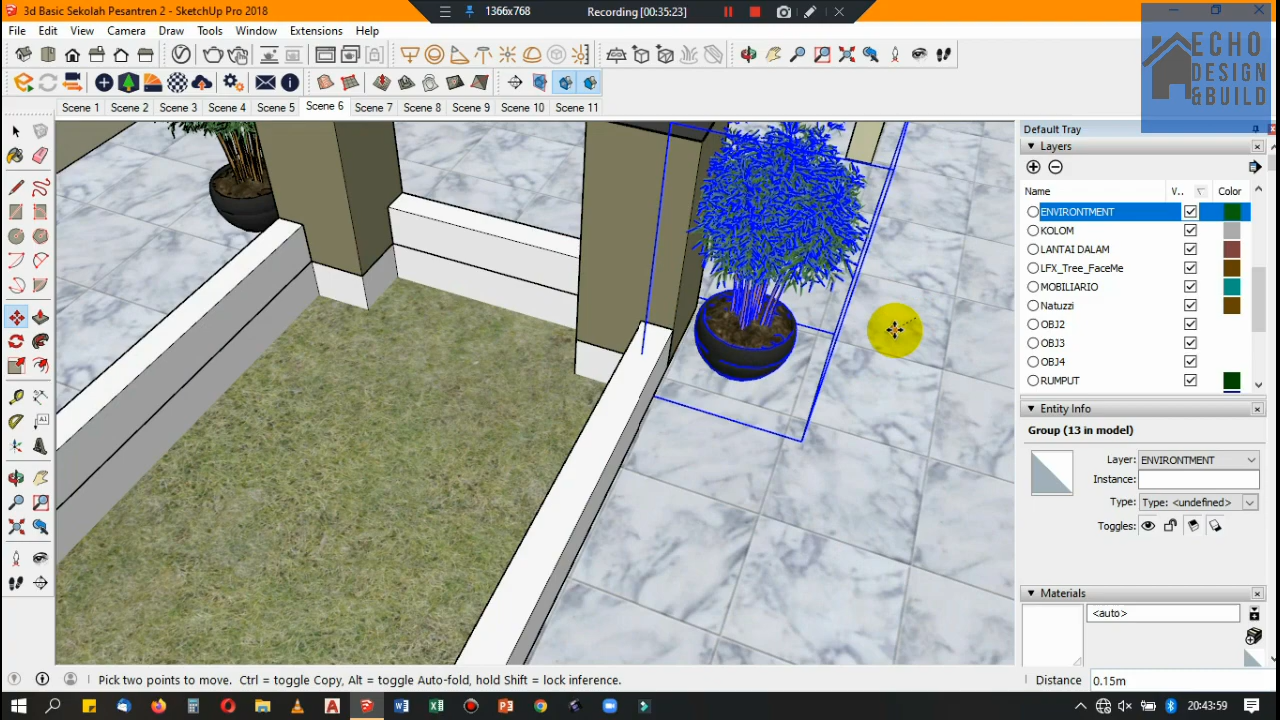 3d Basic Sekolah Pesantren 2 - SketchUp Pro 2018
1366x768
Recording [00:35:23]
File Edit View Camera Draw Tools Window Extensions Help
ECHO
DESIGN
&BUILD
Scene 1 Scene 2 Scene 3 Scene 4 Scene 5 Scene 6 Scene 7 Scene 8 Scene 9 Scene 10 Scene 11
Default Tray
Layers
Name V.. Color
ENVIRONTMENT
KOLOM
LANTAI DALAM
LFX_Tree_FaceMe
MOBILIARIO
Natuzzi
OBJ2
OBJ3
OBJ4
RUMPUT
Entity Info
Group (13 in model)
Layer: ENVIRONTMENT
Instance:
Type: Type: <undefined>
Toggles:
Materials
<auto>
Pick two points to move. Ctrl = toggle Copy, Alt = toggle Auto-fold, hold Shift = lock inference.
Distance 0.15m
20:43:59